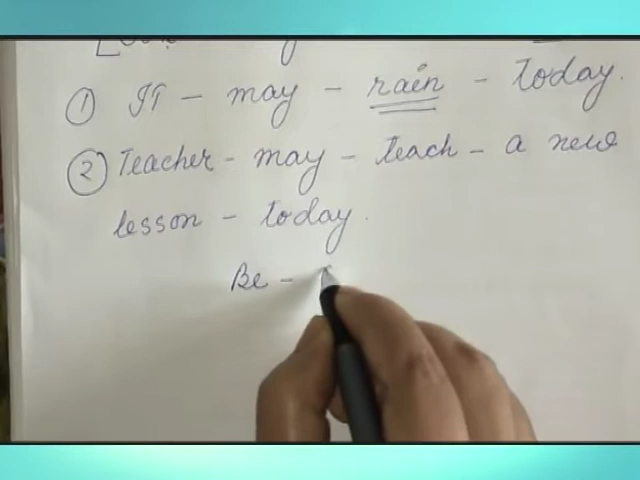 ① IT - may - rain - today.
② Teacher - may - teach - a new
lesson - today.
Be -